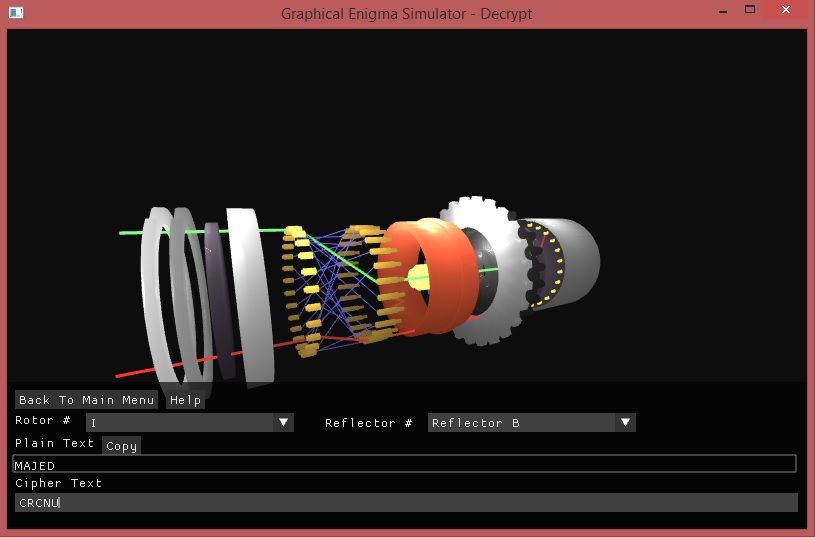 Graphical Enigma Simulator - Decrypt
Back To Main Menu Help
Rotor # I Reflector # Reflector B
Plain Text Copy
MAJED
Cipher Text
CRCNU